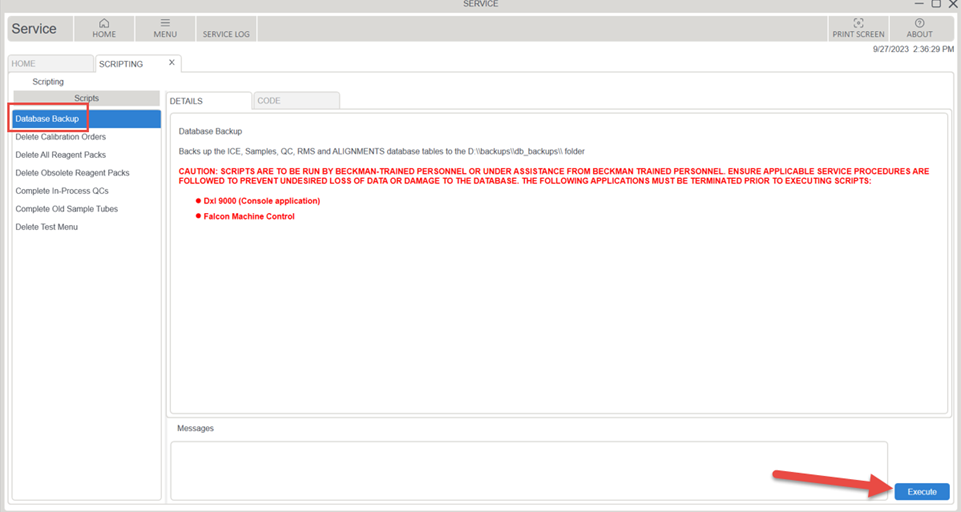 SERVICE
Service
HOME
MENU
SERVICE LOG
PRINT SCREEN
ABOUT
9/27/2023 2:36:29 PM
HOME
SCRIPTING X
Scripting
Scripts
Database Backup
Delete Calibration Orders
Delete All Reagent Packs
Delete Obsolete Reagent Packs
Complete In-Process QCs
Complete Old Sample Tubes
Delete Test Menu
DETAILS
CODE
Database Backup
Backs up the ICE, Samples, QC, RMS and ALIGNMENTS database tables to the D:\\backups\\db_backups\\ folder
CAUTION: SCRIPTS ARE TO BE RUN BY BECKMAN-TRAINED PERSONNEL OR UNDER ASSISTANCE FROM BECKMAN TRAINED PERSONNEL. ENSURE APPLICABLE SERVICE PROCEDURES ARE
FOLLOWED TO PREVENT UNDESIRED LOSS OF DATA OR DAMAGE TO THE DATABASE. THE FOLLOWING APPLICATIONS MUST BE TERMINATED PRIOR TO EXECUTING SCRIPTS:
● DxI 9000 (Console application)
● Falcon Machine Control
Messages
Execute